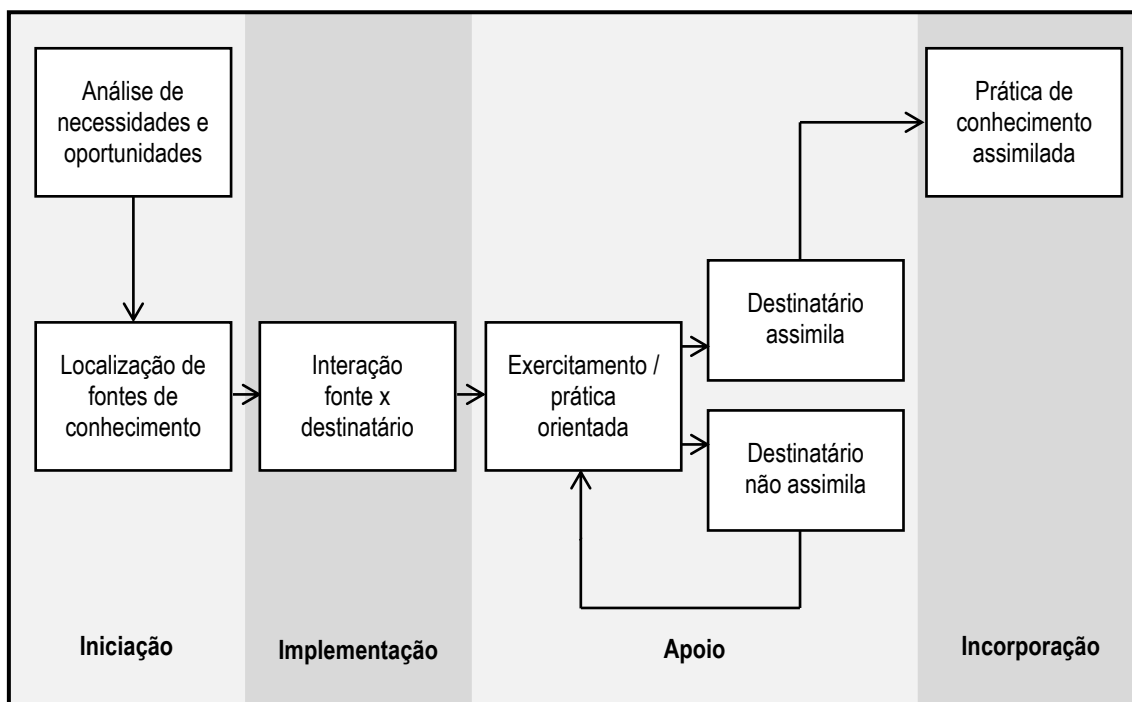 Análise de
necessidades e
oportunidades
Localização de
fontes de
conhecimento
Interação
fonte x
destinatário
Exercitamento /
prática
orientada
Destinatário
assimila
Destinatário
não assimila
Prática de
conhecimento
assimilada
Iniciação
Implementação
Apoio
Incorporação